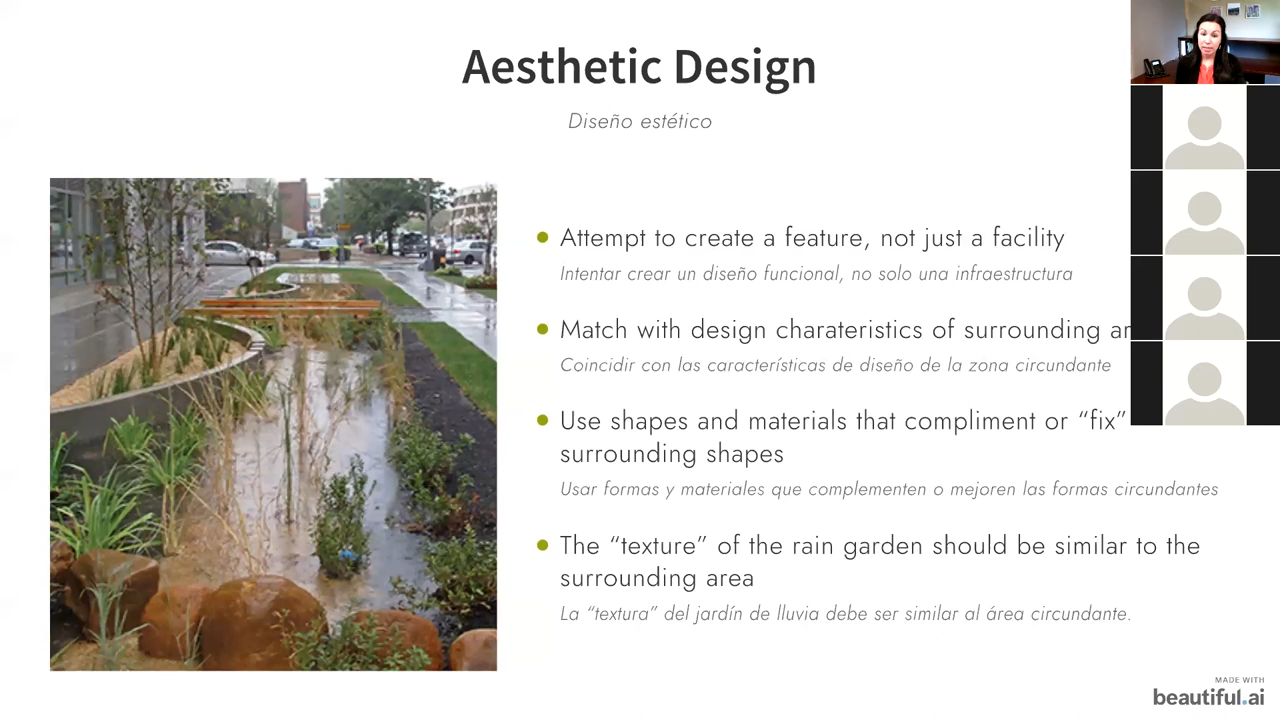 Aesthetic Design
Diseño estético
Attempt to create a feature, not just a facility
Intentar crear un diseño funcional, no solo una infraestructura
Match with design charateristics of surrounding
Coincidir con las características de diseño de la zona circundante
Use shapes and materials that compliment or “fix”
surrounding shapes
Usar formas y materiales que complementen o mejoren las formas circundantes
The “texture” of the rain garden should be similar to the
surrounding area
La “textura” del jardín de lluvia debe ser similar al área circundante.
MADE WITH
beautiful.ai